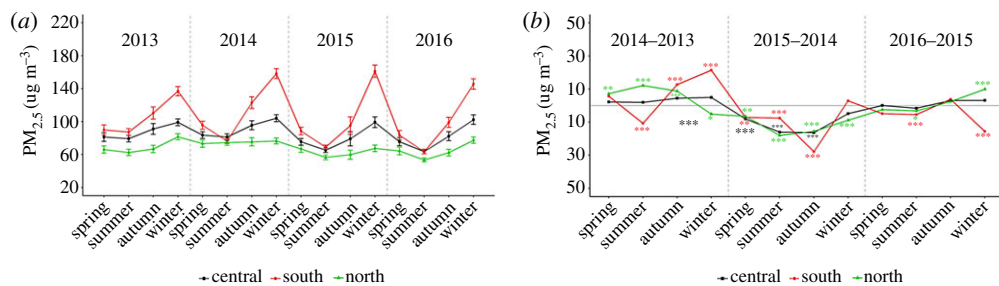 (a)
220
180
140
100
60
20
PM2.5 (ug m−3)
2013 2014 2015 2016
spring summer autumn winter spring summer autumn winter spring summer autumn winter spring summer autumn winter
central south north
(b)
50
30
10
10
30
50
PM2.5 (ug m−3)
2014–2013 2015–2014 2016–2015
** *** *** *** *** *** *** * *** ** ** *** *** *** *** *** *** *** ** *** *** ***
spring summer autumn winter spring summer autumn winter spring summer autumn winter
central south north